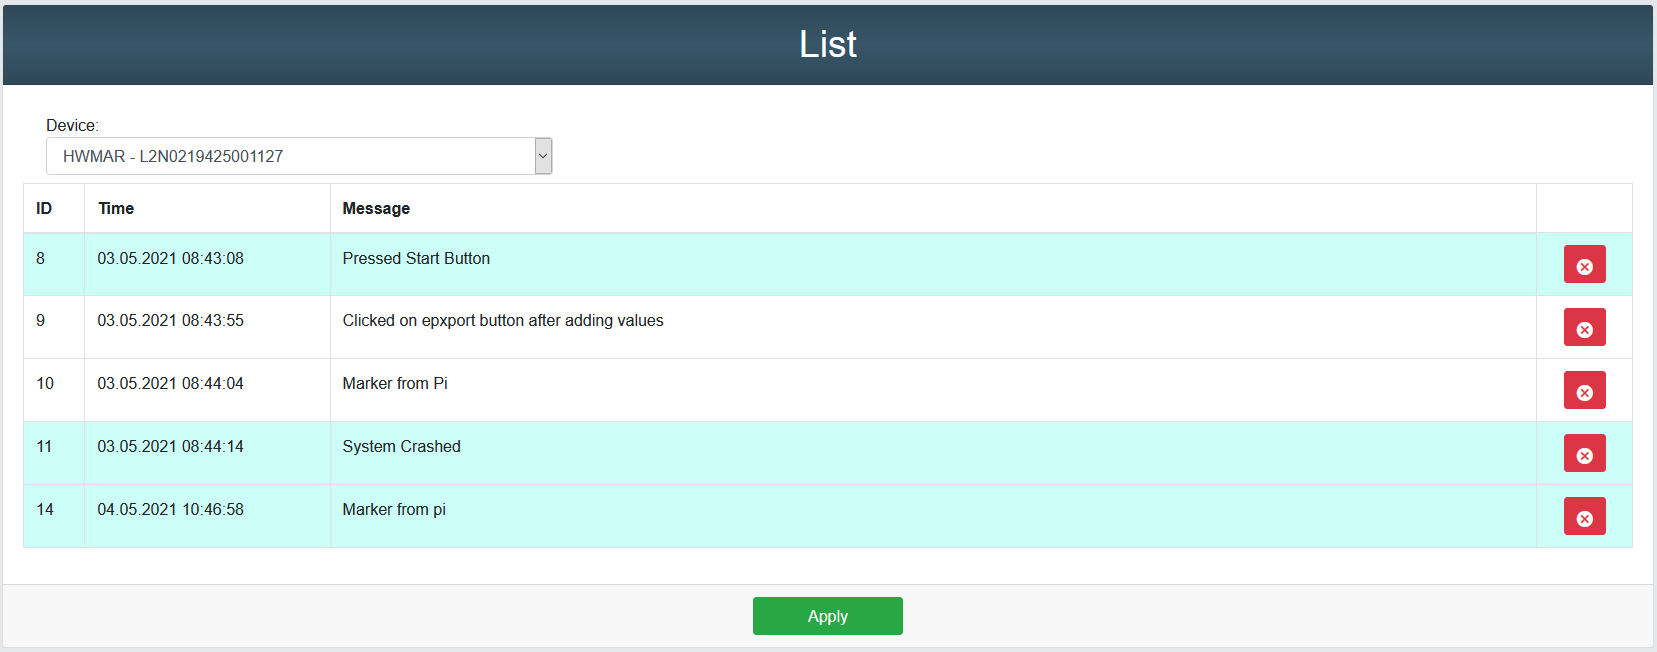 List
Device:
HWMAR - L2N0219425001127
ID Time Message
8 03.05.2021 08:43:08 Pressed Start Button
9 03.05.2021 08:43:55 Clicked on epxport button after adding values
10 03.05.2021 08:44:04 Marker from Pi
11 03.05.2021 08:44:14 System Crashed
14 04.05.2021 10:46:58 Marker from pi
Apply